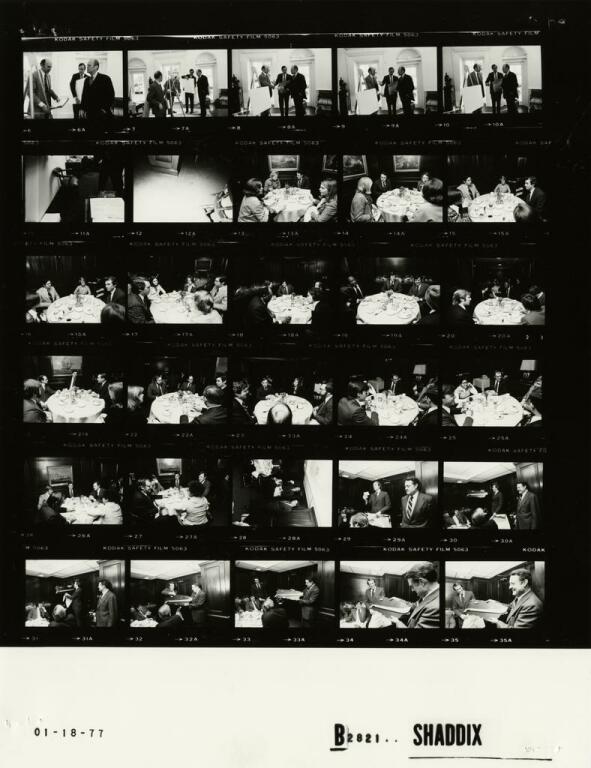 KODAK SAFETY FILM 5063 KODAK SAFETY FILM 5063 KODAK SAFETY FILM
→6 →6A →7 →7A →8 →8A →9 →9A →10 →10A
KODAK SAFETY FILM 5063
→11A →12 →12A →13 →13A →14 →14A →15 →15A
FILM 5063
→16 →16A →17 →17A →18 →18A →19 →19A →20 →20A
KODAK SAFETY FILM 5063
→21A →22 →22A →23 →23A →24 →24A →25 →25A
KODAK SAFETY FILM 5063
→26 →26A →27 →27A →28 →28A →29 →29A →30 →30A
5063 KODAK SAFETY FILM 5063 KODAK SAFETY FILM 5063 KODAK SAFETY FILM 5063 KODAK
→31 →31A →32 →32A →33 →33A →34 →34A →35 →35A
01-18-77 B2821.. SHADDIX